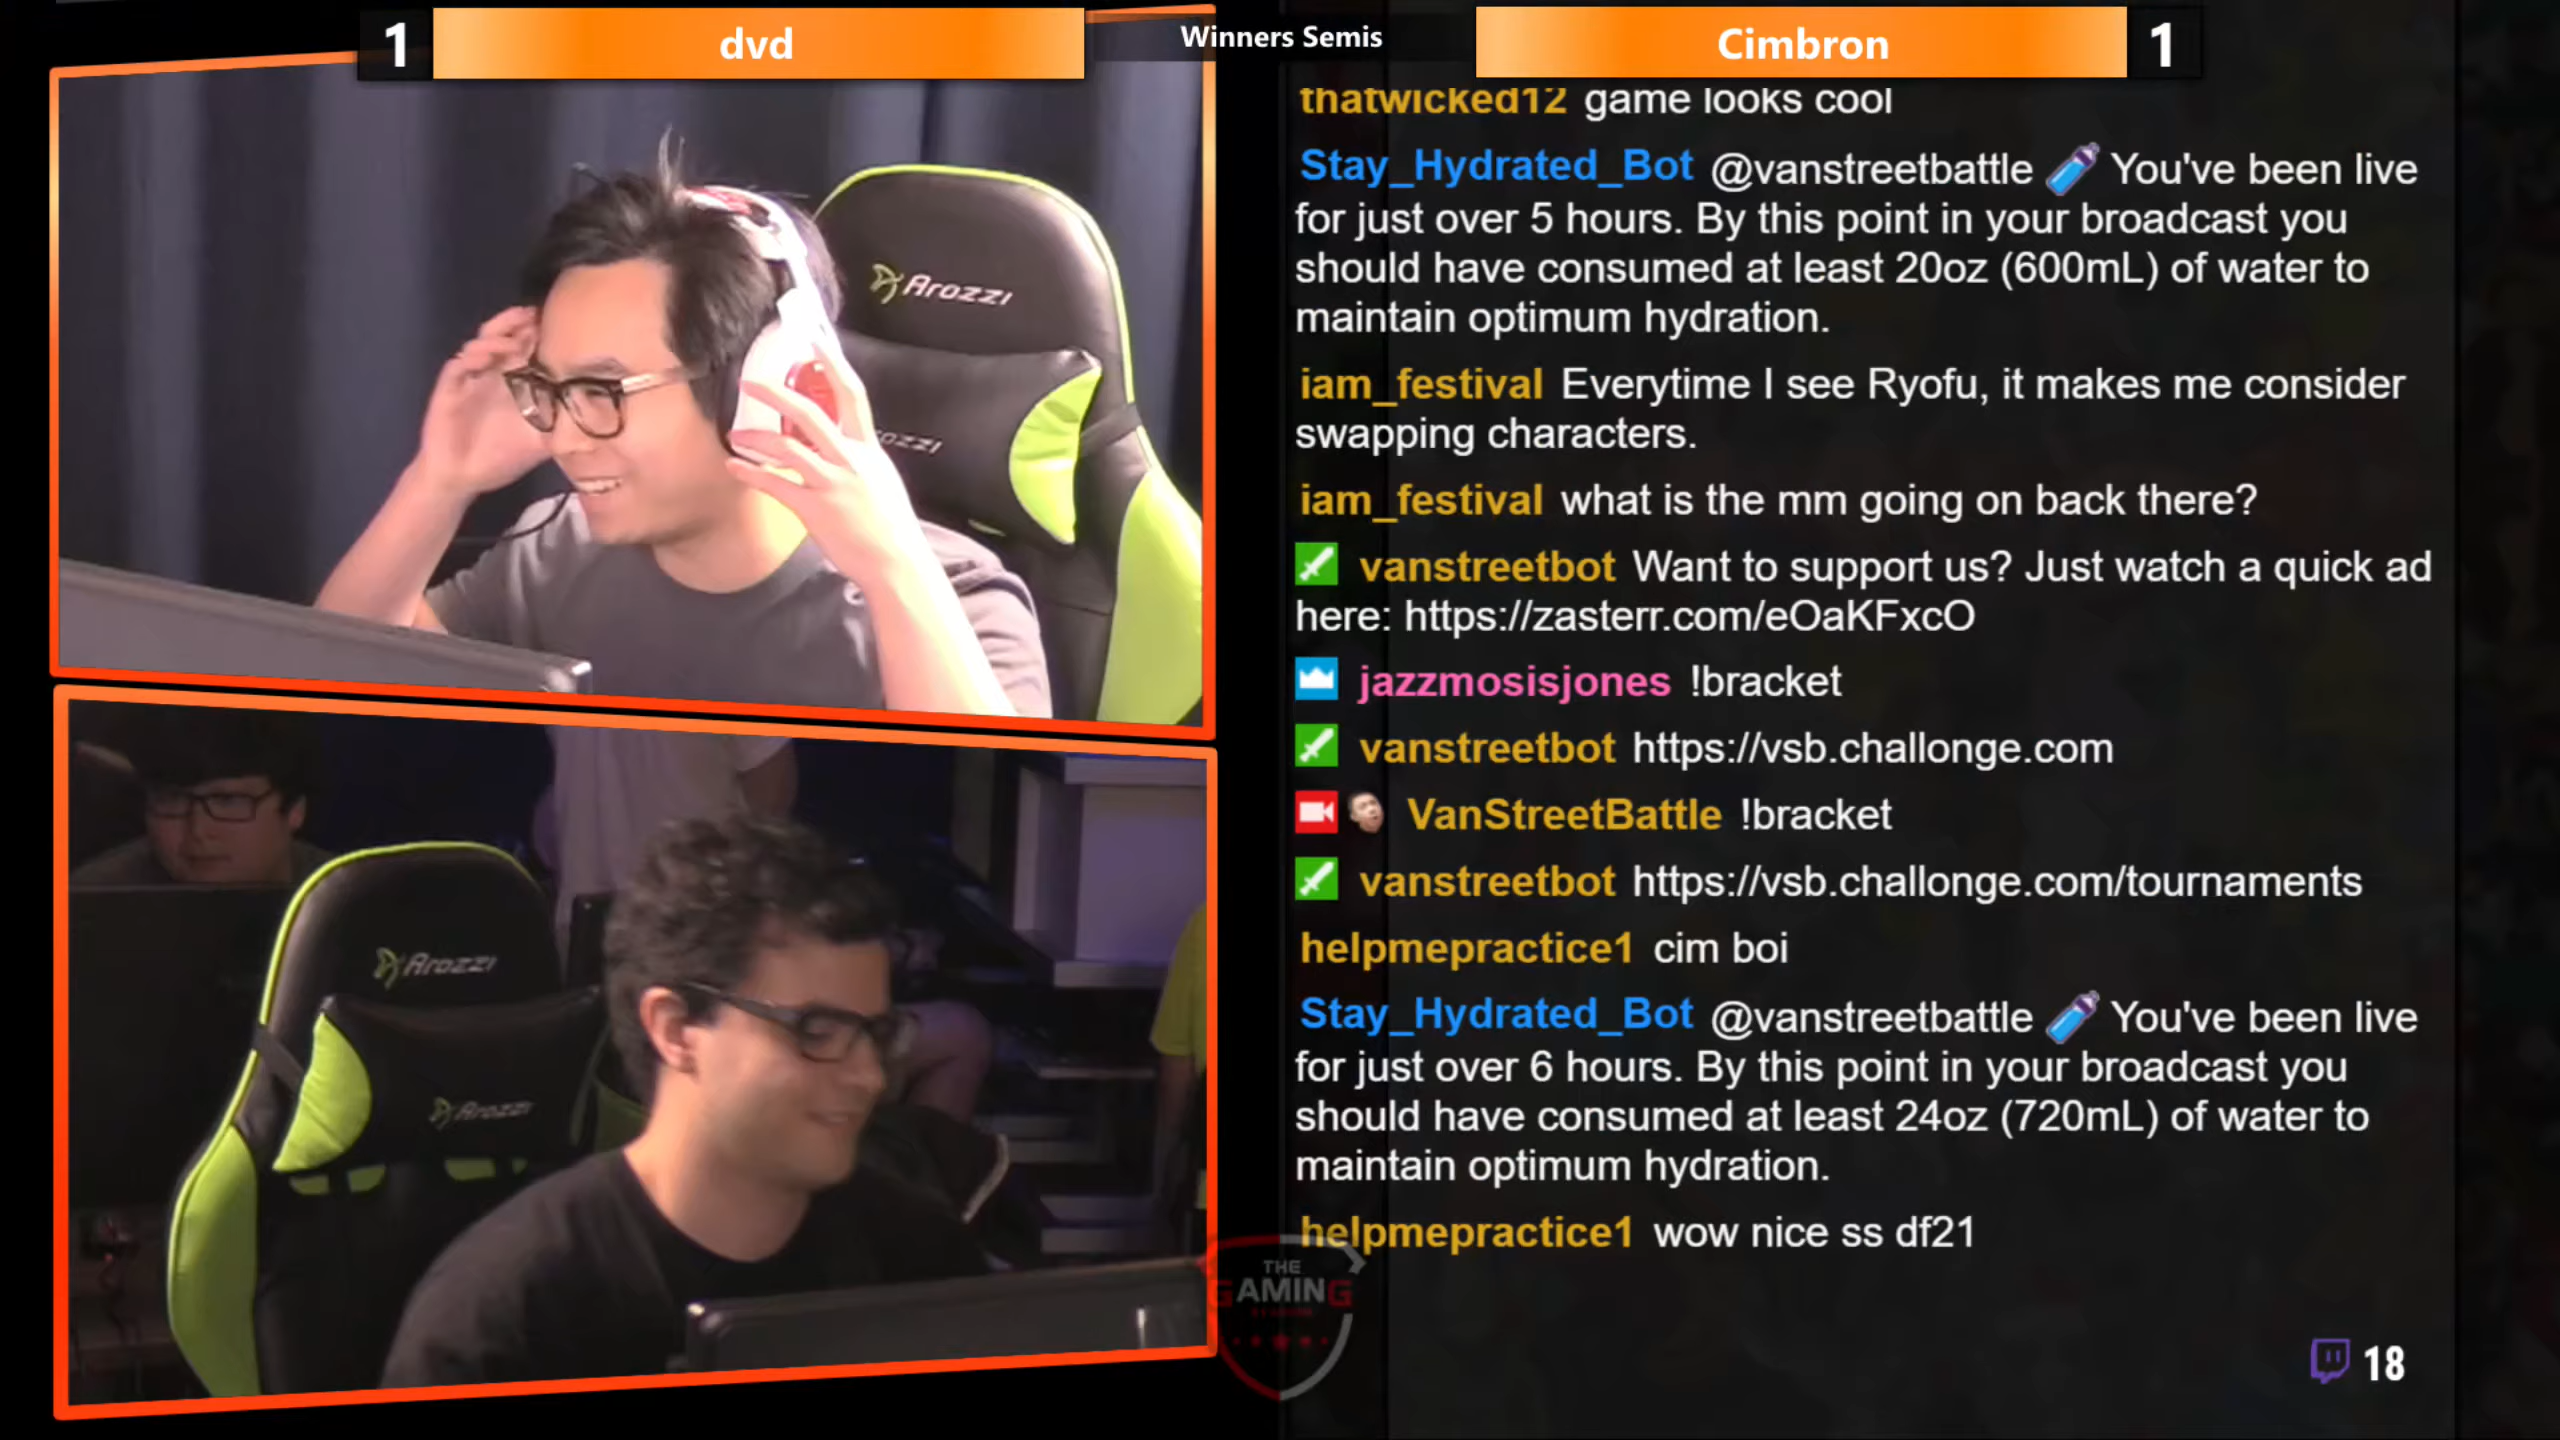 1
dvd
Winners Semis
Cimbron
1
thatwicked12 game looks cool
Stay_Hydrated_Bot @vanstreetbattle You've been live
for just over 5 hours. By this point in your broadcast you
should have consumed at least 20oz (600mL) of water to
maintain optimum hydration.
iam_festival Everytime I see Ryofu, it makes me consider
swapping characters.
iam_festival what is the mm going on back there?
vanstreetbot Want to support us? Just watch a quick ad
here: https://zasterr.com/eOaKFxcO
jazzmosisjones !bracket
vanstreetbot https://vsb.challonge.com
VanStreetBattle !bracket
vanstreetbot https://vsb.challonge.com/tournaments
helpmepractice1 cim boi
Stay_Hydrated_Bot @vanstreetbattle You've been live
for just over 6 hours. By this point in your broadcast you
should have consumed at least 24oz (720mL) of water to
maintain optimum hydration.
helpmepractice1 wow nice ss df21
18
Arozzi
Arozzi
Arozzi
THE
GAMING